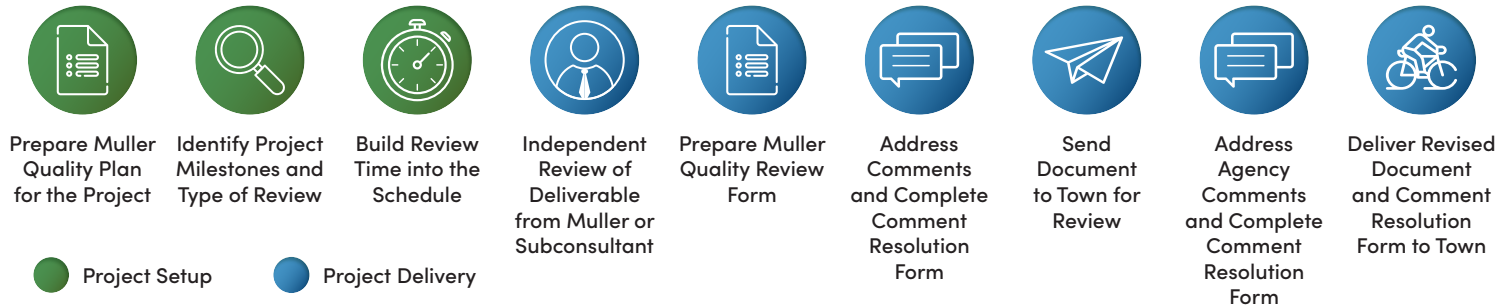 Prepare Muller
Quality Plan
for the Project
Identify Project
Milestones and
Type of Review
Build Review
Time into the
Schedule
Independent
Review of
Deliverable
from Muller or
Subconsultant
Prepare Muller
Quality Review
Form
Address
Comments
and Complete
Comment
Resolution
Form
Send
Document
to Town for
Review
Address
Agency
Comments
and Complete
Comment
Resolution
Form
Deliver Revised
Document
and Comment
Resolution
Form to Town
Project Setup
Project Delivery